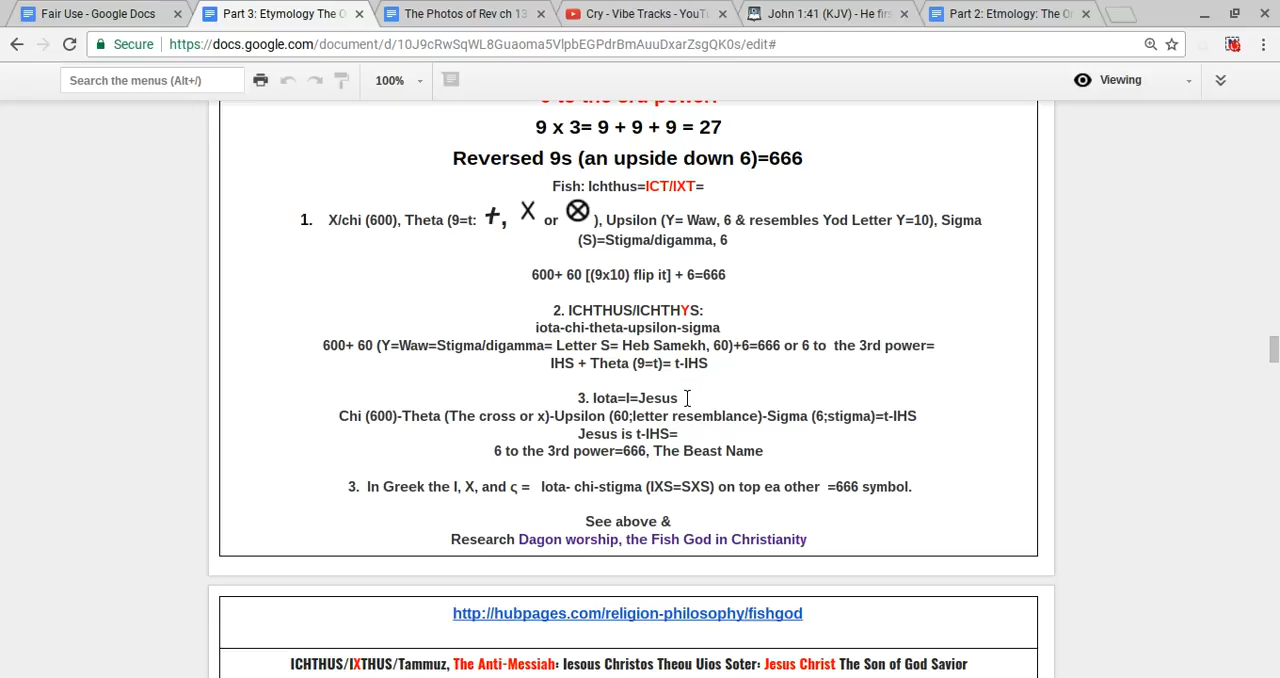 Fair Use - Google Docs
Part 3: Etymology The O
The Photos of Rev ch 13
Cry - Vibe Tracks - YouTu
John 1:41 (KJV) - He firs
Part 2: Etmology: The Or
Secure
https://docs.google.com/document/d/10J9cRwSqWL8Guaoma5VlpbEGPdrBmAuuDxarZsgQK0s/edit#
Search the menus (Alt+/)
100%
Viewing
9 x 3= 9 + 9 + 9 = 27
Reversed 9s (an upside down 6)=666
Fish: Ichthus=ICT/IXT=
1. X/chi (600), Theta (9=t: +, X or ⊗ ), Upsilon (Y= Waw, 6 & resembles Yod Letter Y=10), Sigma
(S)=Stigma/digamma, 6
600+ 60 [(9x10) flip it] + 6=666
2. ICHTHUS/ICHTHYS:
iota-chi-theta-upsilon-sigma
600+ 60 (Y=Waw=Stigma/digamma= Letter S= Heb Samekh, 60)+6=666 or 6 to the 3rd power=
IHS + Theta (9=t)= t-IHS
3. Iota=I=Jesus
Chi (600)-Theta (The cross or x)-Upsilon (60;letter resemblance)-Sigma (6;stigma)=t-IHS
Jesus is t-IHS=
6 to the 3rd power=666, The Beast Name
3. In Greek the I, X, and ς = Iota- chi-stigma (IXS=SXS) on top ea other =666 symbol.
See above &
Research Dagon worship, the Fish God in Christianity
http://hubpages.com/religion-philosophy/fishgod
ICHTHUS/IXTHUS/Tammuz, The Anti-Messiah: Iesous Christos Theou Uios Soter: Jesus Christ The Son of God Savior